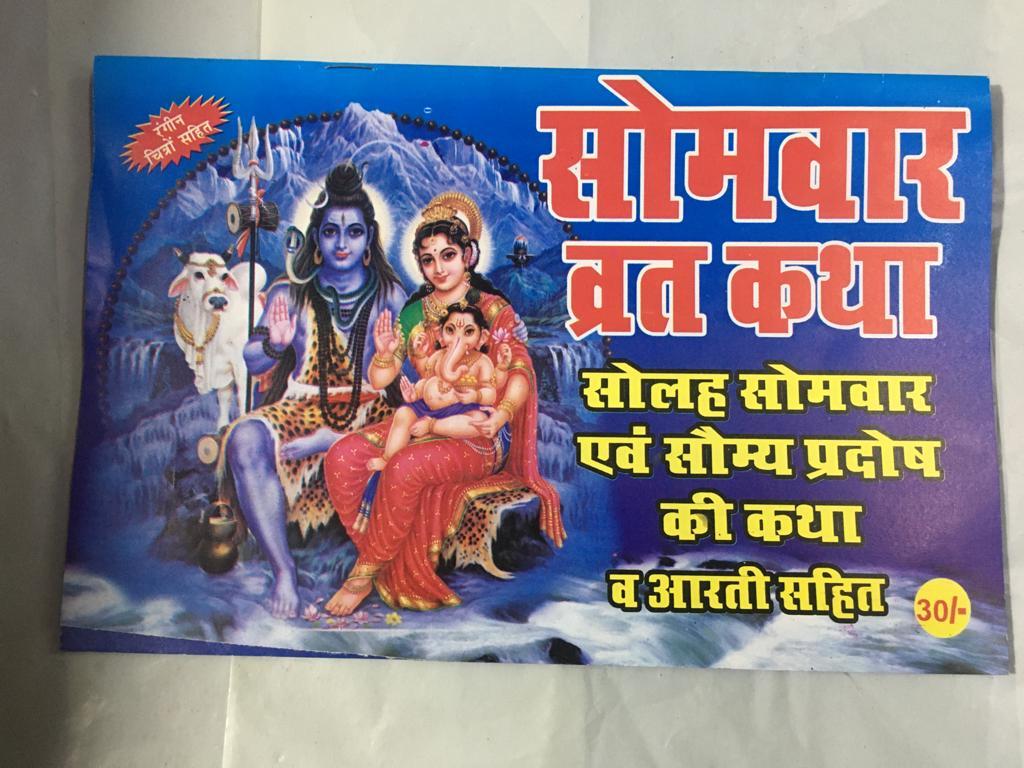 रंगीन
चित्रों सहित
सोमवार
व्रत कथा
सोलह सोमवार
एवं सौम्य प्रदोष
की कथा
व आरती सहित
30/-